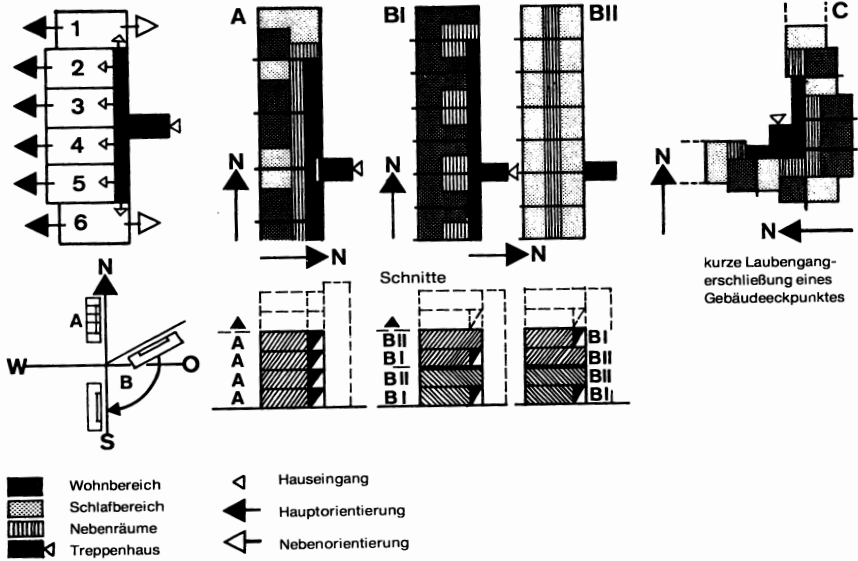 1
2
3
4
5
6
A
BI
BII
C
N
N
N
N
N
N
kurze Laubengang-
erschließung eines
Gebäudeeckpunktes
N
A
W
B
O
S
Schnitte
A
A
A
A
BII
BI
BII
BI
BI
BII
BII
BI
Wohnbereich
Schlafbereich
Nebenräume
Treppenhaus
Hauseingang
Hauptorientierung
Nebenorientierung